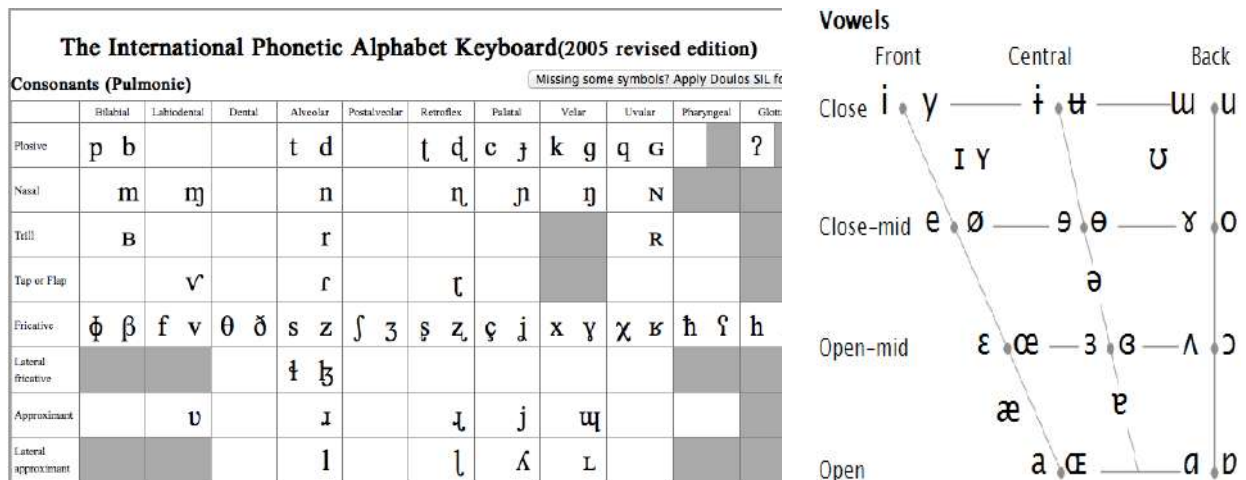 The International Phonetic Alphabet Keyboard(2005 revised edition)
Consonants (Pulmonic) Missing some symbols? Apply Doulos SIL fo
Bilabial Labiodental Dental Alveolar Postalveolar Retroflex Palatal Velar Uvular Pharyngeal Glott
Plosive p b t d ʈ ɖ c ɟ k ɡ q ɢ ʔ
Nasal m ɱ n ɳ ɲ ŋ ɴ
Trill ʙ r ʀ
Tap or Flap ⱱ ɾ ɽ
Fricative ɸ β f v θ ð s z ʃ ʒ ʂ ʐ ç ʝ x ɣ χ ʁ ħ ʕ h
Lateral
fricative ɬ ɮ
Approximant ʋ ɹ ɻ j ɰ
Lateral
approximant l ɭ ʎ ʟ
Vowels
Front Central Back
Close i y ɨ ʉ ɯ u
ɪ ʏ ʊ
Close-mid e ø ɘ ɵ ɤ o
ə
Open-mid ɛ œ ɜ ɞ ʌ ɔ
æ ɐ
Open a ɶ ɑ ɒ